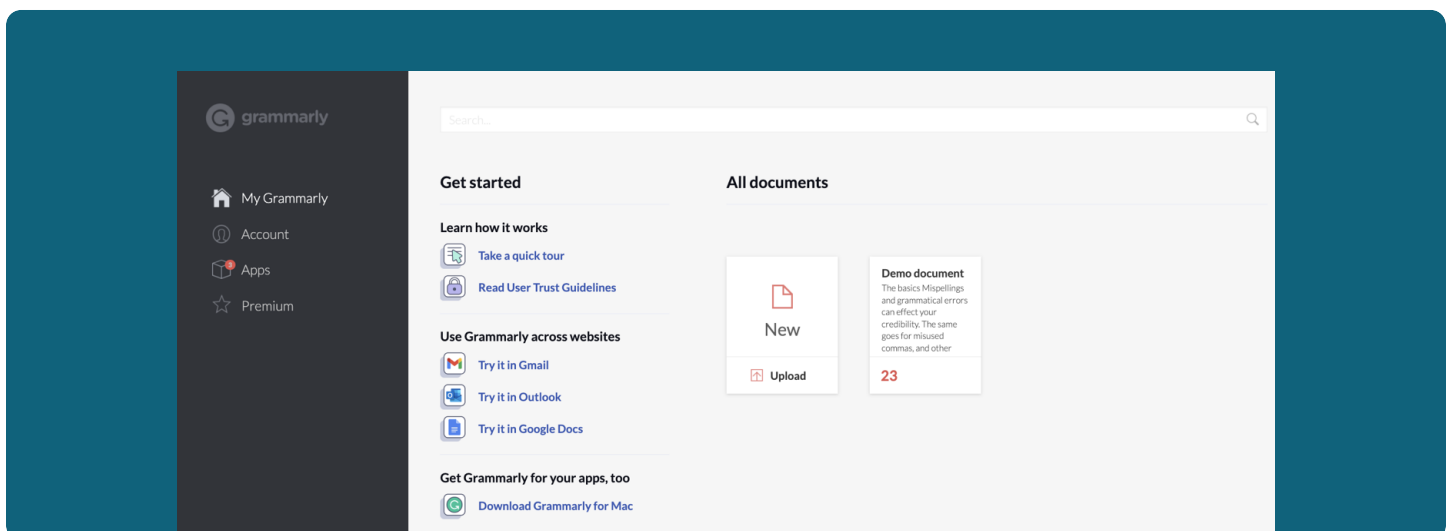 grammarly
Search...
My Grammarly
Account
3
Apps
Premium
Get started
Learn how it works
Take a quick tour
Read User Trust Guidelines
Use Grammarly across websites
Try it in Gmail
Try it in Outlook
Try it in Google Docs
Get Grammarly for your apps, too
Download Grammarly for Mac
All documents
New
Upload
Demo document
The basics Mispellings
and grammatical errors
can effect your
credibility. The same
goes for misused
commas, and other
23